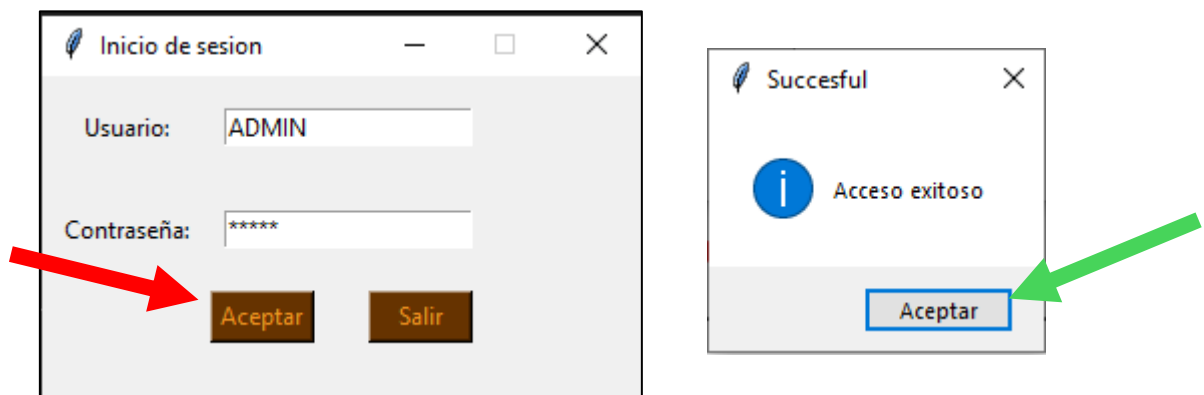 Inicio de sesion
Usuario: ADMIN
Contraseña: *****
Aceptar Salir
Succesful
i
Acceso exitoso
Aceptar